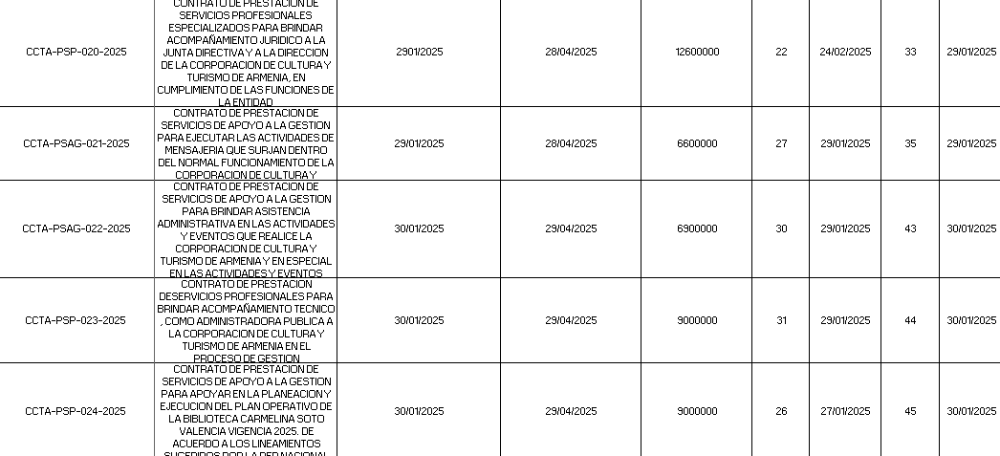 CONTRATO DE PRESTACION DE
SERVICIOS PROFESIONALES
ESPECIALIZADOS PARA BRINDAR
ACOMPAÑAMIENTO JURIDICO A LA
JUNTA DIRECTIVA Y A LA DIRECCION
DE LA CORPORACION DE CULTURA Y
TURISMO DE ARMENIA, EN
CUMPLIMIENTO DE LAS FUNCIONES DE
LA ENTIDAD
CCTA-PSP-020-2025 2901/2025 28/04/2025 12600000 22 24/02/2025 33 29/01/2025
CONTRATO DE PRESTACION DE
SERVICIOS DE APOYO A LA GESTION
PARA EJECUTAR LAS ACTIVIDADES DE
MENSAJERIA QUE SURJAN DENTRO
DEL NORMAL FUNCIONAMIENTO DE LA
CORPORACION DE CULTURA Y
CCTA-PSAG-021-2025 29/01/2025 28/04/2025 6600000 27 29/01/2025 35 29/01/2025
CONTRATO DE PRESTACION DE
SERVICIOS DE APOYO A LA GESTION
PARA BRINDAR ASISTENCIA
ADMINISTRATIVA EN LAS ACTIVIDADES
Y EVENTOS QUE REALICE LA
CORPORACION DE CULTURA Y
TURISMO DE ARMENIA Y EN ESPECIAL
EN LAS ACTIVIDADES Y EVENTOS
CCTA-PSAG-022-2025 30/01/2025 29/04/2025 6900000 30 29/01/2025 43 30/01/2025
CONTRATO DE PRESTACION
DESERVICIOS PROFESIONALES PARA
BRINDAR ACOMPAÑAMIENTO TECNICO
, COMO ADMINISTRADORA PUBLICA A
LA CORPORACION DE CULTURA Y
TURISMO DE ARMENIA EN EL
PROCESO DE GESTION
CCTA-PSP-023-2025 30/01/2025 29/04/2025 9000000 31 29/01/2025 44 30/01/2025
CONTRATO DE PRESTACION DE
SERVICIOS DE APOYO A LA GESTION
PARA APOYAR EN LA PLANEACION Y
EJECUCION DEL PLAN OPERATIVO DE
LA BIBLIOTECA CARMELINA SOTO
VALENCIA VIGENCIA 2025. DE
ACUERDO A LOS LINEAMIENTOS
CCTA-PSP-024-2025 30/01/2025 29/04/2025 9000000 26 27/01/2025 45 30/01/2025